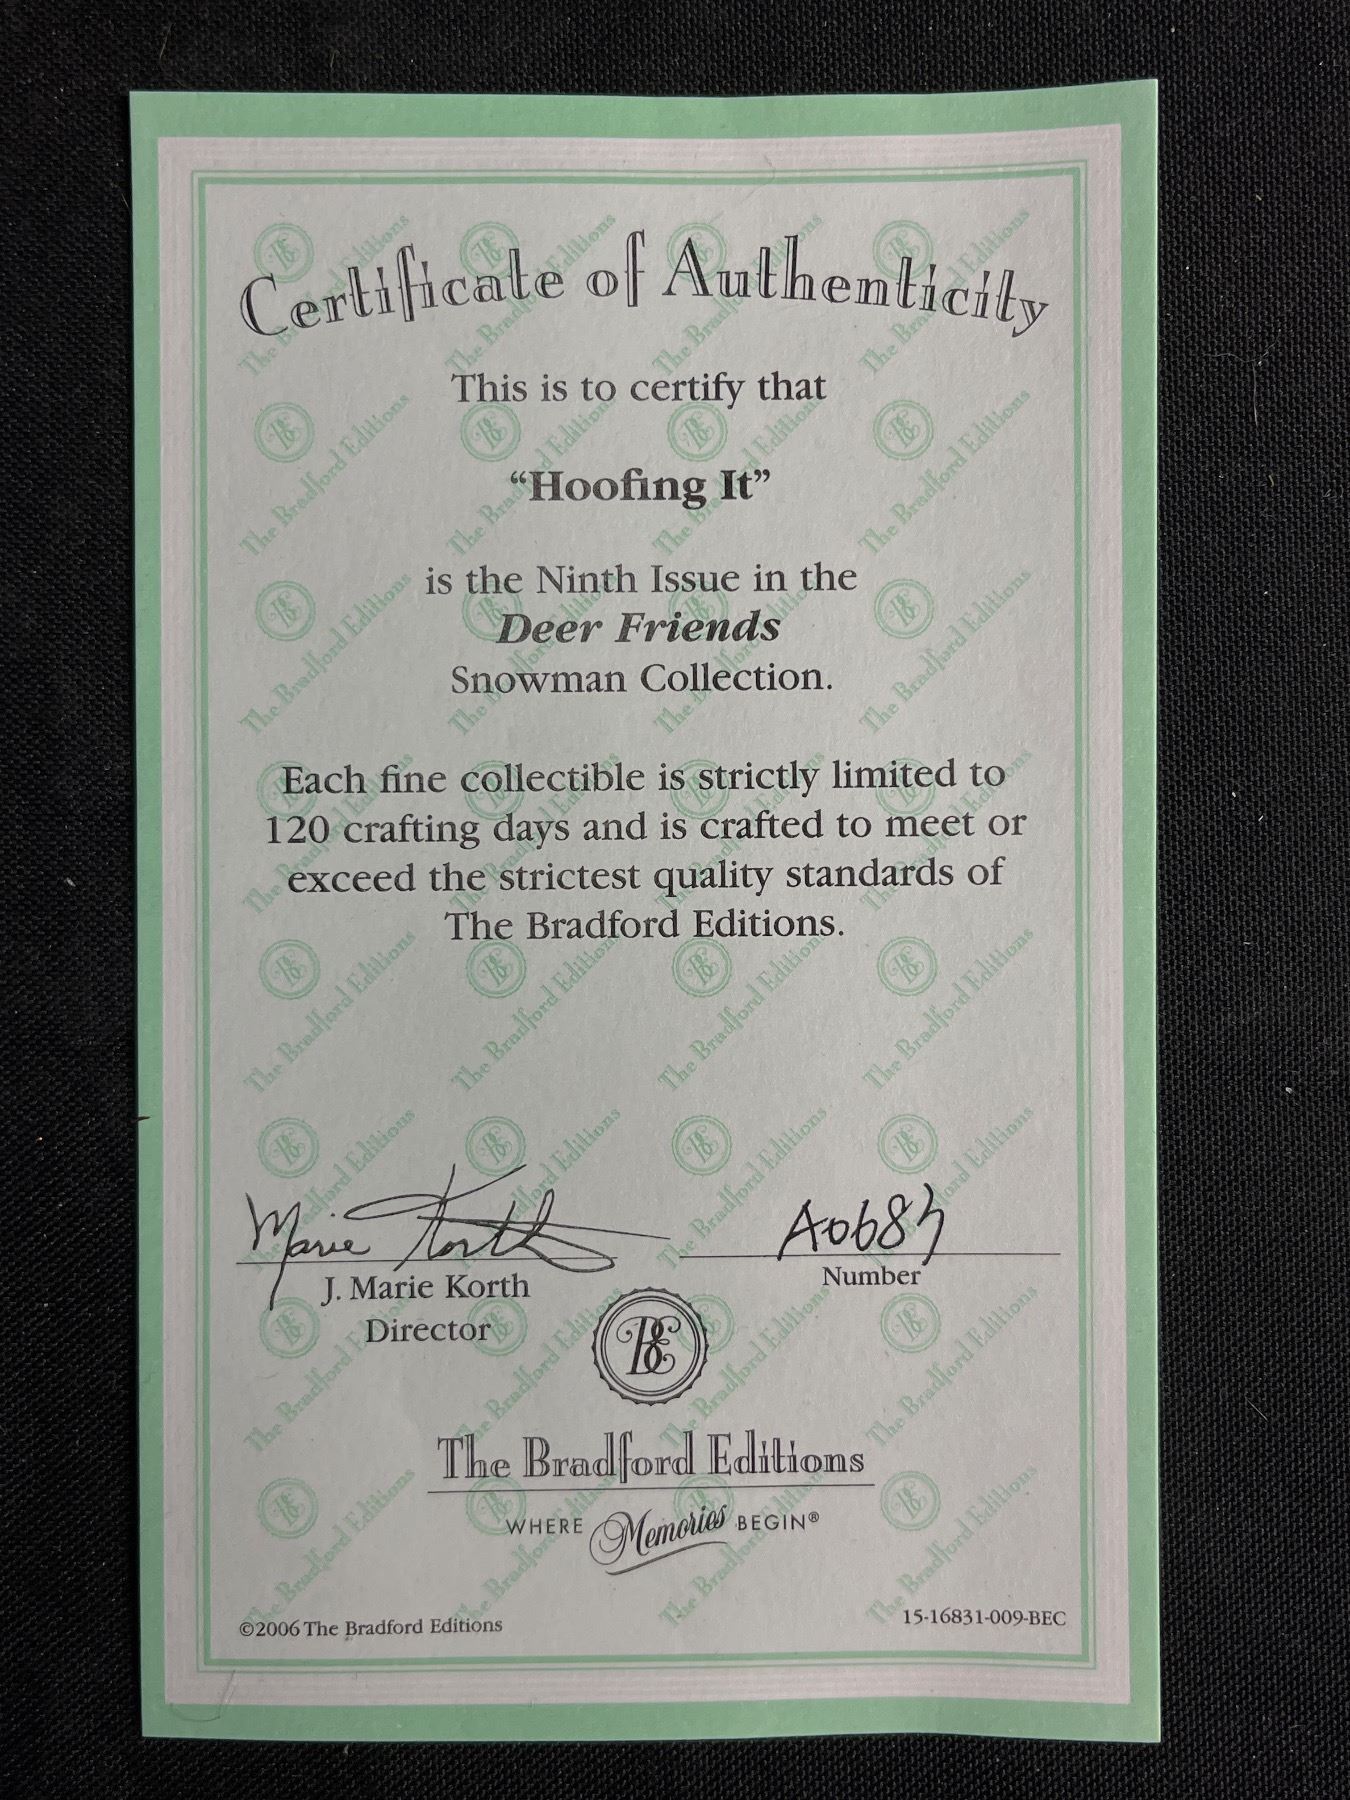 Certificate of Authenticity
This is to certify that
“Hoofing It”
is the Ninth Issue in the
Deer Friends
Snowman Collection.
Each fine collectible is strictly limited to
120 crafting days and is crafted to meet or
exceed the strictest quality standards of
The Bradford Editions.
Marie Korth
J. Marie Korth
Director
Number
BE
The Bradford Editions
WHERE Memories BEGIN®
©2006 The Bradford Editions
15-16831-009-BEC